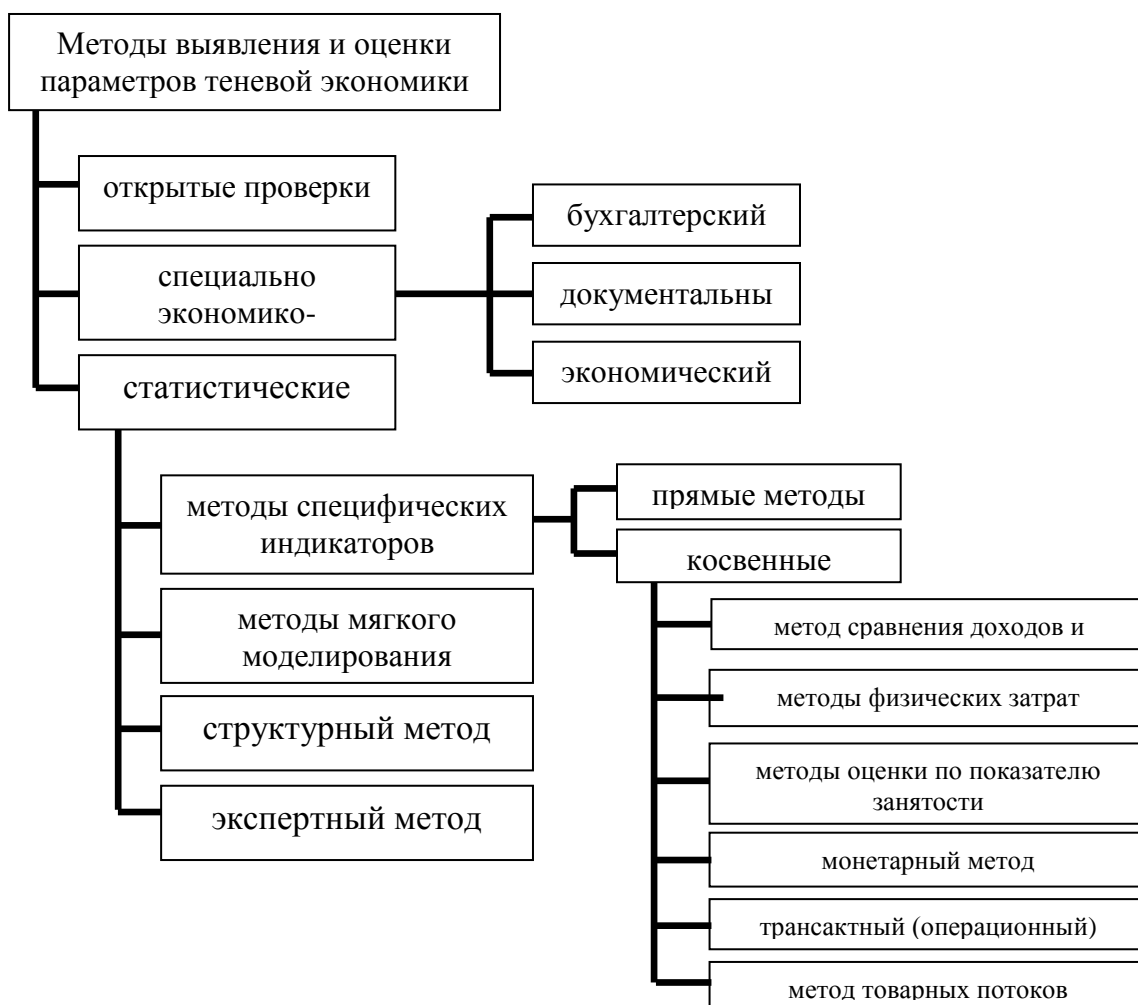 Методы выявления и оценки
параметров теневой экономики
открытые проверки
специально
экономико-
статистические
бухгалтерский
документальны
экономический
методы специфических
индикаторов
методы мягкого
моделирования
структурный метод
экспертный метод
прямые методы
косвенные
метод сравнения доходов и
методы физических затрат
методы оценки по показателю
занятости
монетарный метод
трансактный (операционный)
метод товарных потоков